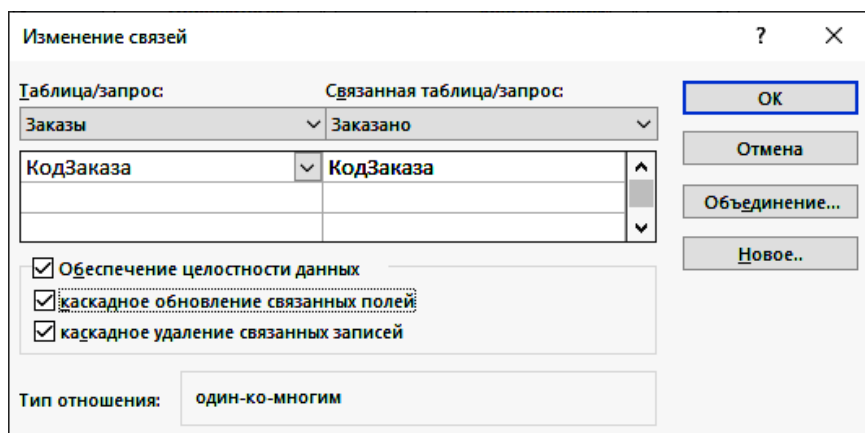 Изменение связей ?
Таблица/запрос: Связанная таблица/запрос:
ОК
Заказы Заказано
Отмена
КодЗаказа КодЗаказа
Объединение...
Новое..
Обеспечение целостности данных
каскадное обновление связанных полей
каскадное удаление связанных записей
Тип отношения: один-ко-многим